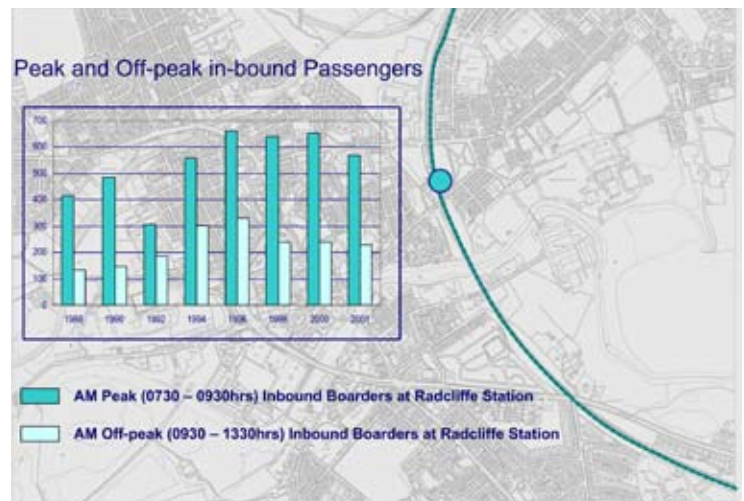 Peak and Off-peak in-bound Passengers
700
600
500
400
300
200
100
0
1988 1990 1992 1994 1996 1998 2000 2001
AM Peak (0730 – 0930hrs) Inbound Boarders at Radcliffe Station
AM Off-peak (0930 – 1330hrs) Inbound Boarders at Radcliffe Station